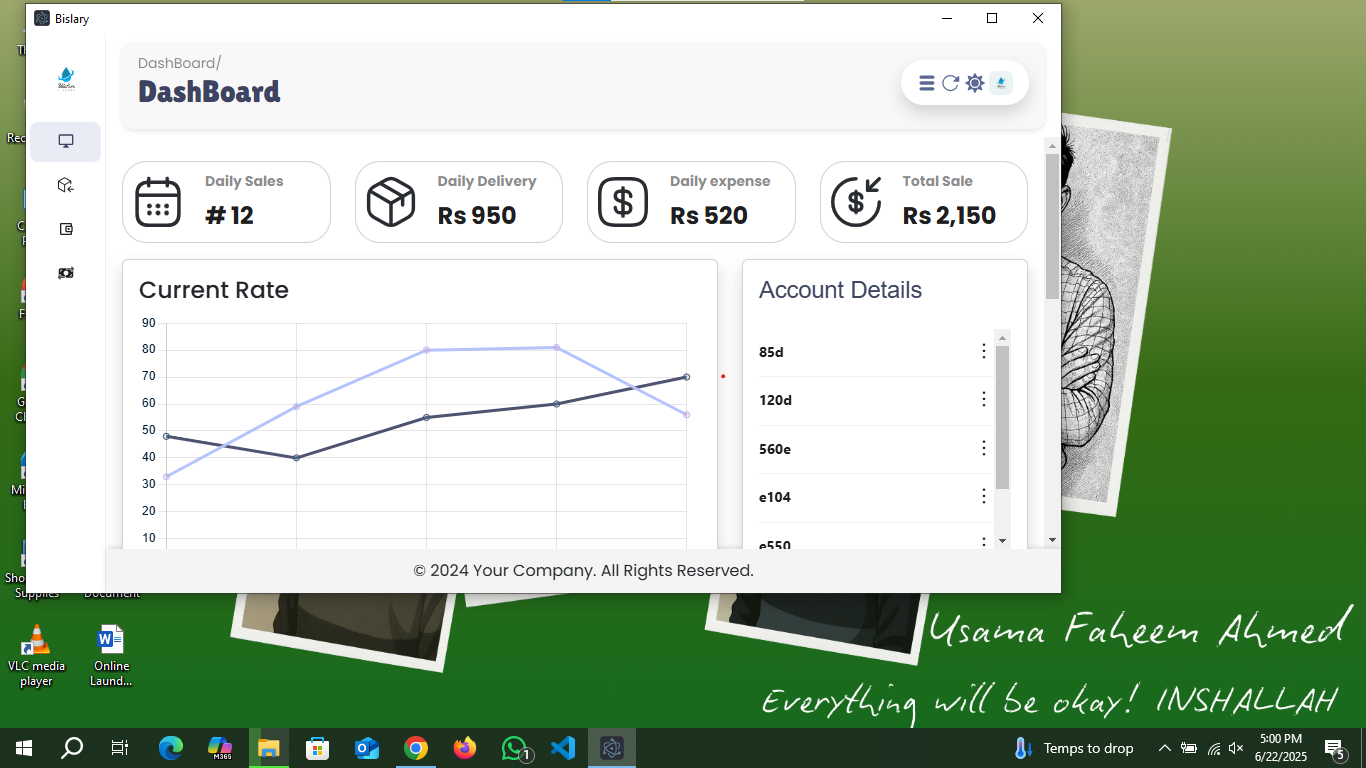 Bislary
DashBoard/
DashBoard
Daily Sales
# 12
Daily Delivery
Rs 950
Daily expense
Rs 520
Total Sale
Rs 2,150
Current Rate
90
80
70
60
50
40
30
20
10
Account Details
85d
120d
560e
e104
e550
© 2024 Your Company. All Rights Reserved.
Supplies
VLC media
player
Online
Laund...
Usama Faheem Ahmed
Everything will be okay! INSHALLAH
M365
1
Temps to drop
5:00 PM
6/22/2025
5